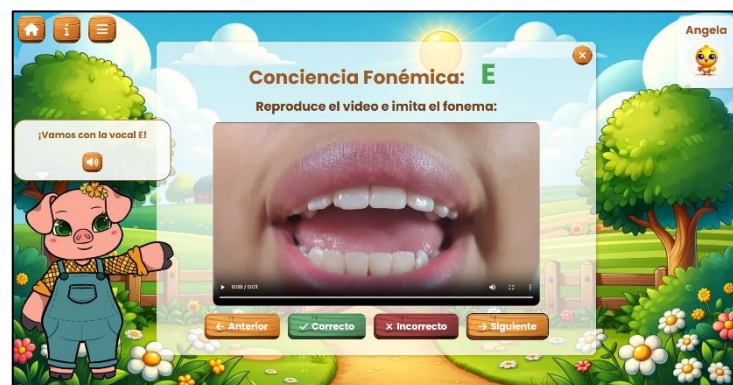 Angela
Conciencia Fonémica: E
Reproduce el video e imita el fonema:
¡Vamos con la vocal E!
0:00 / 0:01
← Anterior
✓ Correcto
× Incorrecto
→ Siguiente